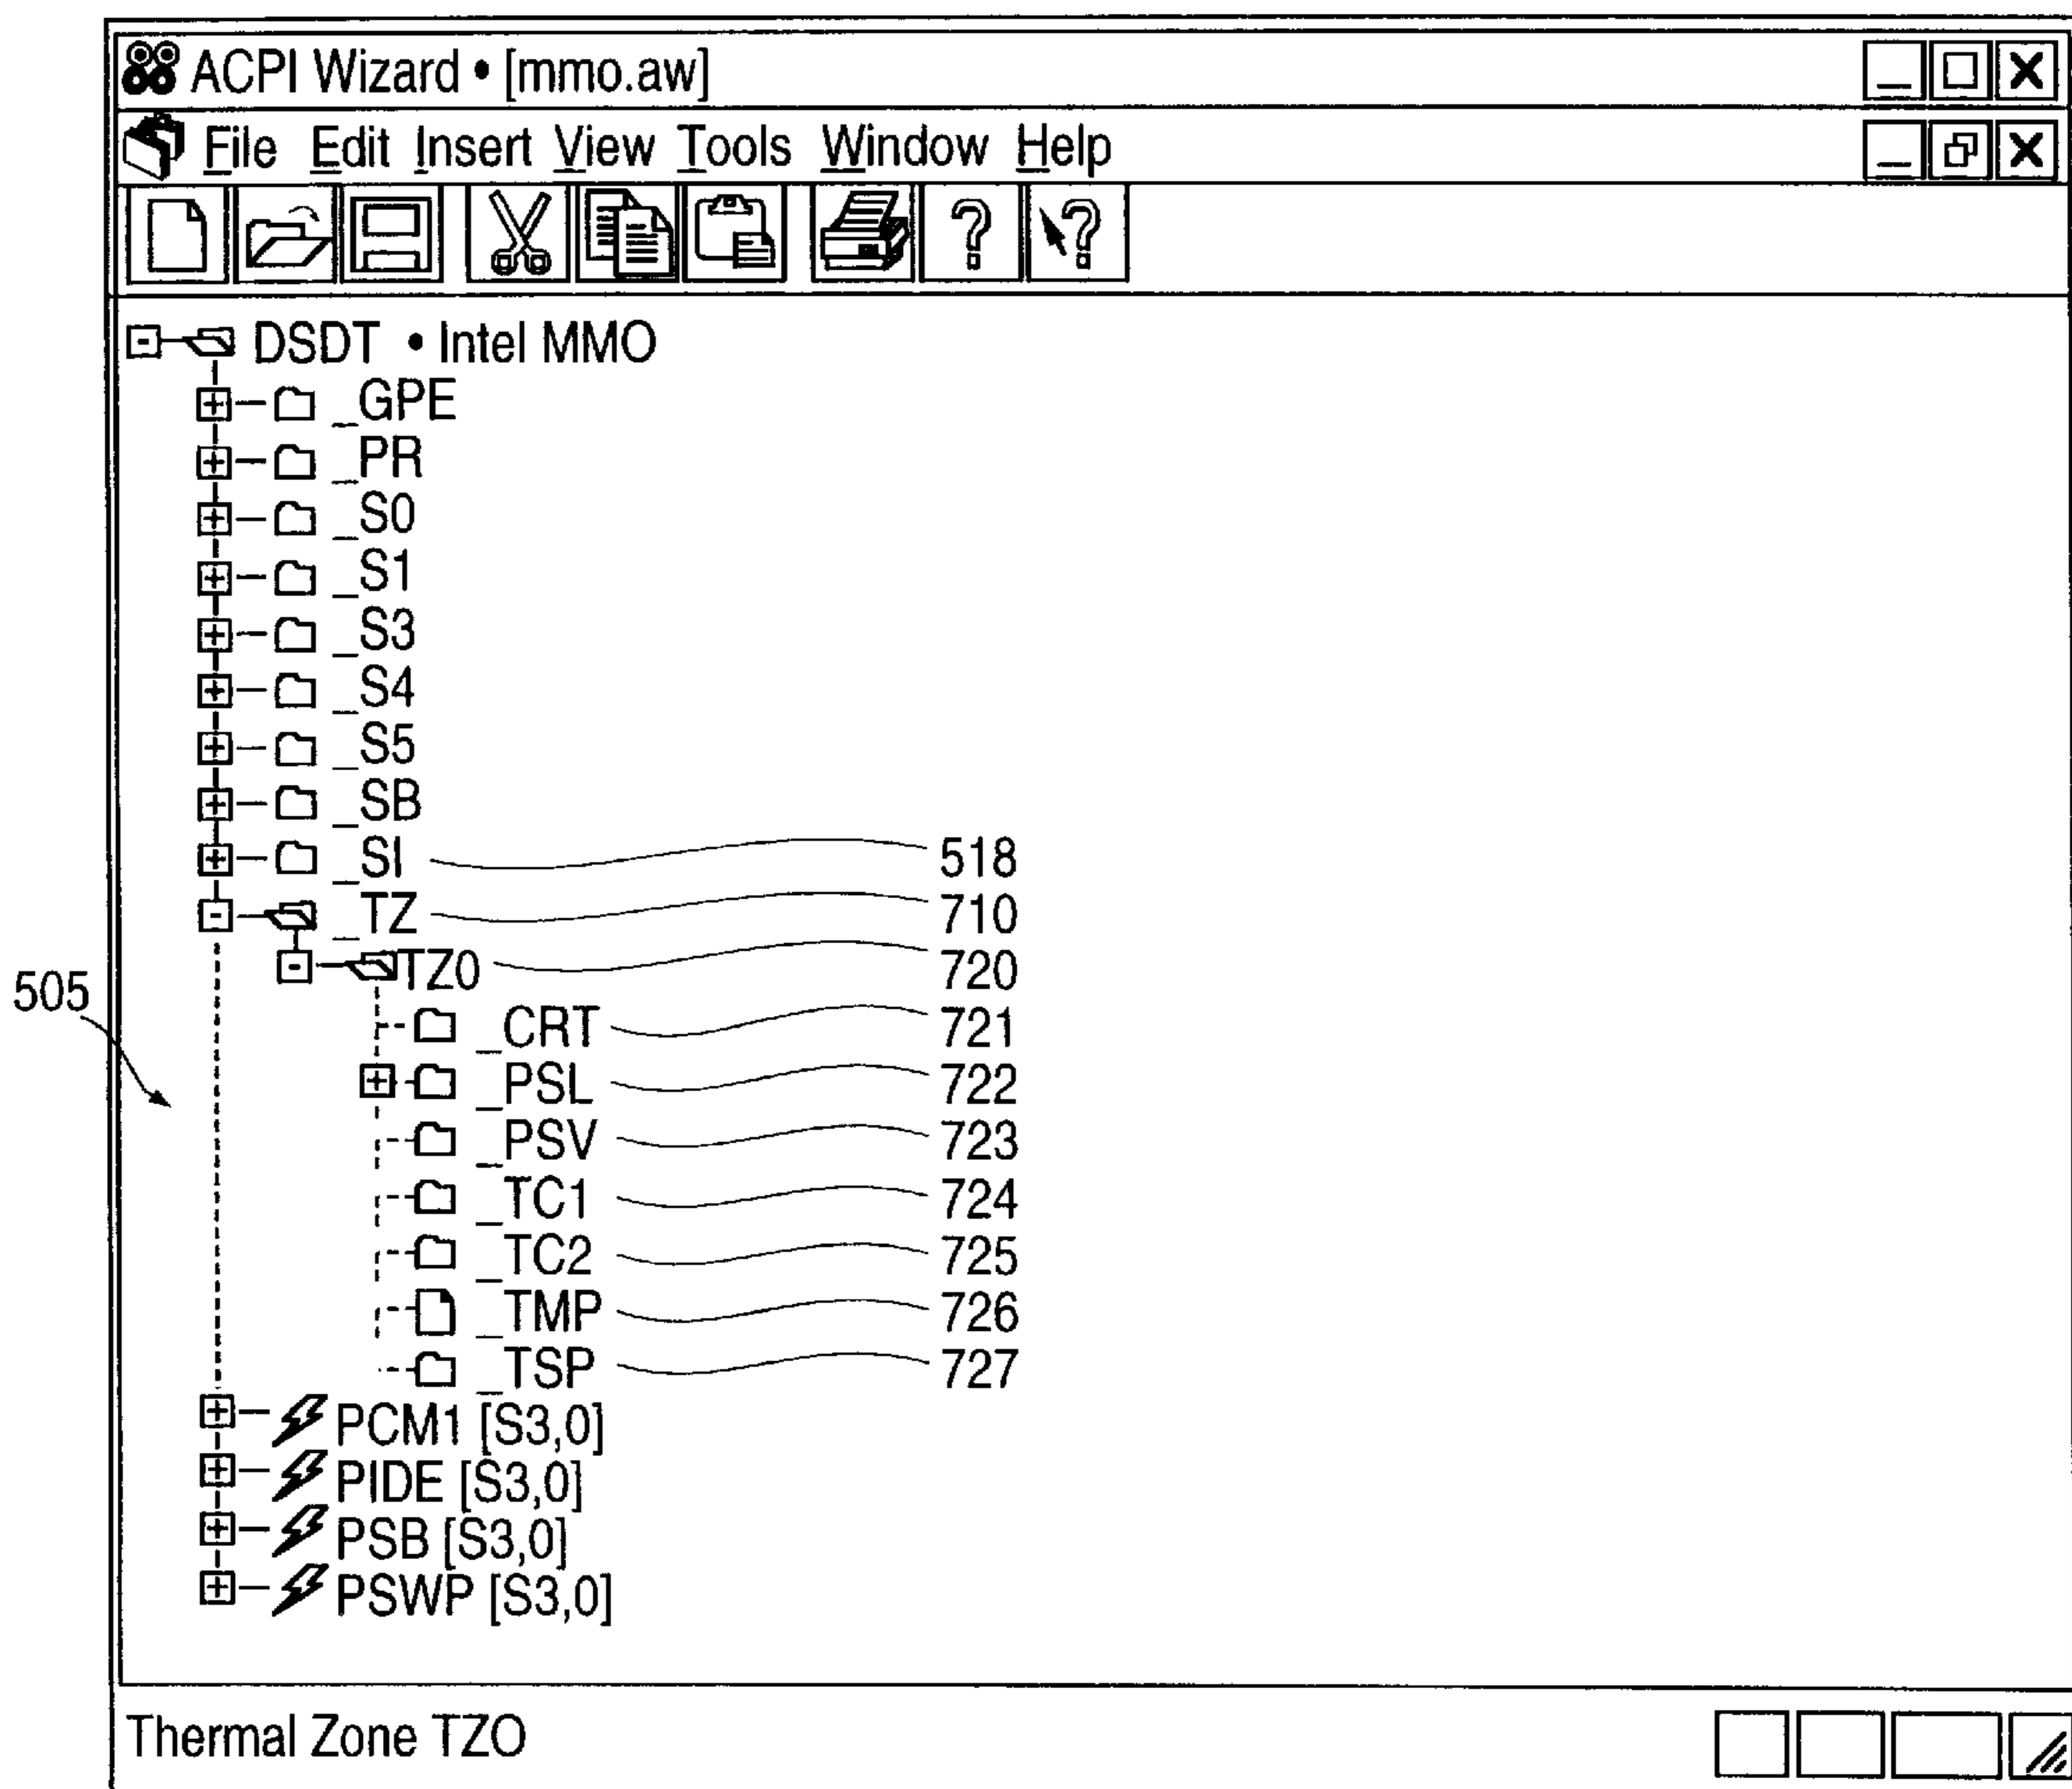 ACPI Wizard • [mmo.aw]
File Edit Insert View Tools Window Help
DSDT • Intel MMO
_GPE
_PR
_S0
_S1
_S3
_S4
_S5
_SB
_SI 518
_TZ 710
TZ0 720
505
_CRT 721
_PSL 722
_PSV 723
_TC1 724
_TC2 725
_TMP 726
_TSP 727
PCM1 [S3,0]
PIDE [S3,0]
PSB [S3,0]
PSWP [S3,0]
Thermal Zone TZO